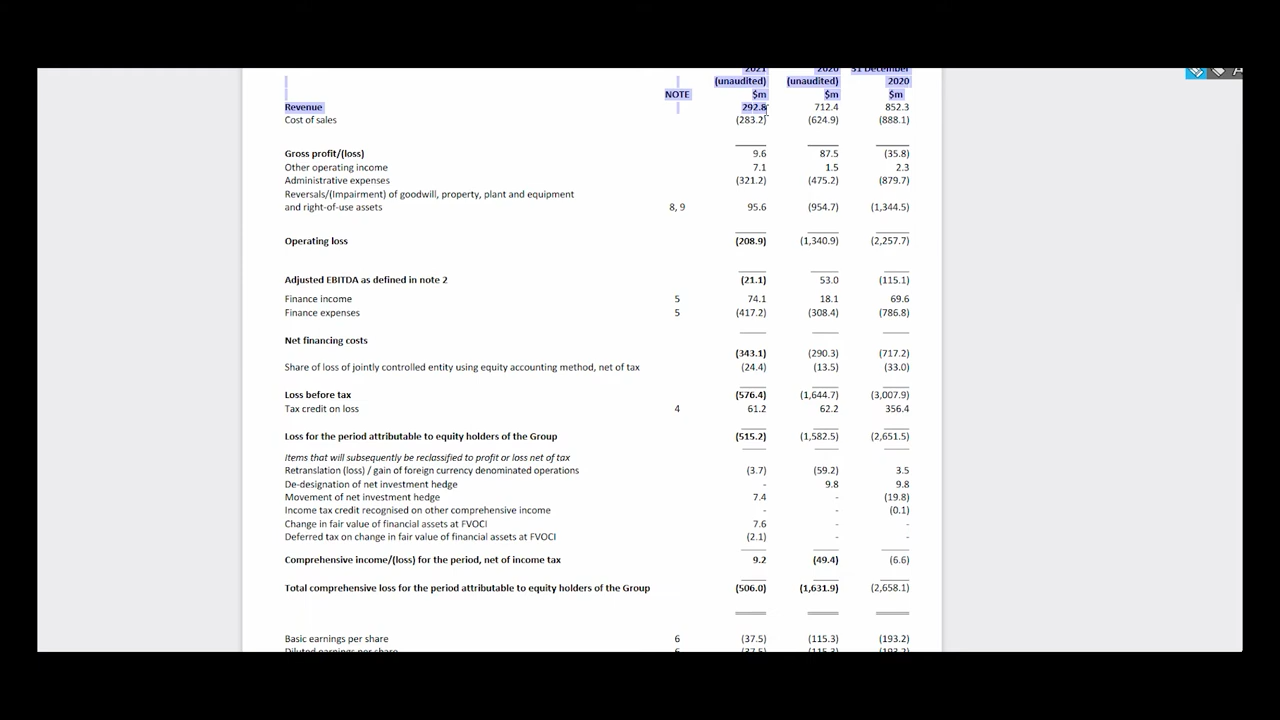 2021 2020 31 December
(unaudited) (unaudited) 2020
NOTE $m $m $m
Revenue 292.8 712.4 852.3
Cost of sales (283.2) (624.9) (888.1)
Gross profit/(loss) 9.6 87.5 (35.8)
Other operating income 7.1 1.5 2.3
Administrative expenses (321.2) (475.2) (879.7)
Reversals/(Impairment) of goodwill, property, plant and equipment
and right-of-use assets 8, 9 95.6 (954.7) (1,344.5)
Operating loss (208.9) (1,340.9) (2,257.7)
Adjusted EBITDA as defined in note 2 (21.1) 53.0 (115.1)
Finance income 5 74.1 18.1 69.6
Finance expenses 5 (417.2) (308.4) (786.8)
Net financing costs
(343.1) (290.3) (717.2)
Share of loss of jointly controlled entity using equity accounting method, net of tax (24.4) (13.5) (33.0)
Loss before tax (576.4) (1,644.7) (3,007.9)
Tax credit on loss 4 61.2 62.2 356.4
Loss for the period attributable to equity holders of the Group (515.2) (1,582.5) (2,651.5)
Items that will subsequently be reclassified to profit or loss net of tax
Retranslation (loss) / gain of foreign currency denominated operations (3.7) (59.2) 3.5
De-designation of net investment hedge - 9.8 9.8
Movement of net investment hedge 7.4 - (19.8)
Income tax credit recognised on other comprehensive income - - (0.1)
Change in fair value of financial assets at FVOCI 7.6 - -
Deferred tax on change in fair value of financial assets at FVOCI (2.1) - -
Comprehensive income/(loss) for the period, net of income tax 9.2 (49.4) (6.6)
Total comprehensive loss for the period attributable to equity holders of the Group (506.0) (1,631.9) (2,658.1)
Basic earnings per share 6 (37.5) (115.3) (193.2)
Diluted earnings per share 6 (37.5) (115.3) (193.2)